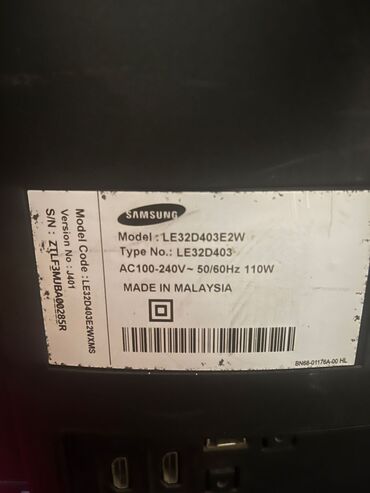 SAMSUNG
Model : LE32D403E2W
Type No.: LE32D403
AC100-240V~ 50/60Hz 110W
MADE IN MALAYSIA
BN68-01176A-00 HL
Model Code : LE32D403E2WXMS
Version No : J401
S/N : ZTLF3MJBA00285R